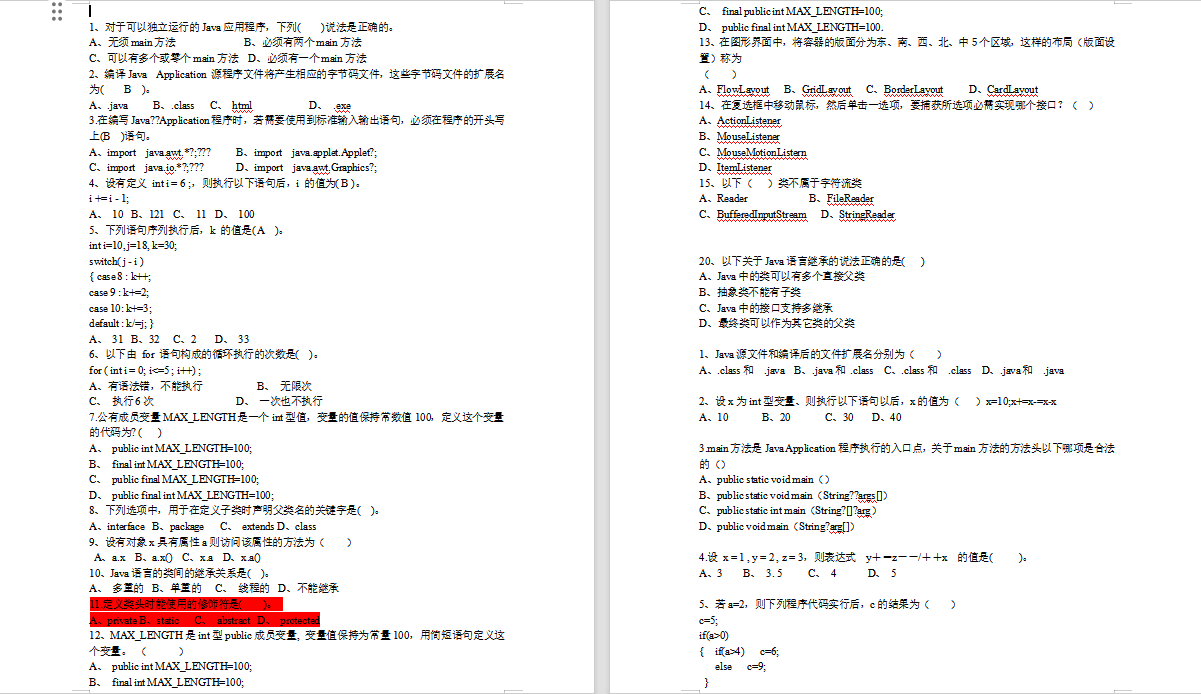 1、对于可以独立运行的 Java 应用程序，下列(      )说法是正确的。
A、无须 main 方法    B、必须有两个 main 方法
C、可以有多个或零个 main 方法  D、必须有一个 main 方法
2、编译 Java  Application 源程序文件将产生相应的字节码文件，这些字节码文件的扩展名
为(   B  )。
A、.java    B、.class    C、 html    D、 .exe
3.在编写 Java??Application 程序时，若需要使用到标准输入输出语句，必须在程序的开头写
上(B   )语句。
A、import  java.awt.*?;???    B、import  java.applet.Applet?;
C、import  java.io.*?;???    D、import  java.awt.Graphics?;
4、设有定义 int i = 6 ;，则执行以下语句后，i 的值为( B )。
i += i - 1;
A、 10  B、121  C、 11  D、 100
5、下列语句序列执行后，k 的值是( A   )。
int i=10, j=18, k=30;
switch( j - i )
{ case 8 : k++;
case 9 : k+=2;
case 10: k+=3;
default : k/=j; }
A、 31  B、32   C、2   D、 33
6、以下由 for 语句构成的循环执行的次数是(   )。
for ( int i = 0; i<=5 ; i++) ;
A、有语法错，不能执行    B、 无限次
C、 执行 6 次    D、 一次也不执行
7.公有成员变量 MAX_LENGTH 是一个 int 型值，变量的值保持常数值 100，定义这个变量
的代码为? (    )
A、 public int MAX_LENGTH=100;
B、 final int MAX_LENGTH=100;
C、 public final MAX_LENGTH=100;
D、 public final int MAX_LENGTH=100;
8、下列选项中，用于在定义子类时声明父类名的关键字是(   )。
A、interface  B、package   C、 extends D、class
9、设有对象 x 具有属性 a 则访问该属性的方法为（    ）
A、a.x  B、a.x()  C、x.a  D、x.a()
10、Java 语言的类间的继承关系是(   )。
A、 多重的  B、单重的   C、 线程的  D、不能继承
11.定义类头时能使用的修饰符是(      )。
A、private B、static   C、 abstract  D、 protected
12、MAX_LENGTH 是 int 型 public 成员变量, 变量值保持为常量 100，用简短语句定义这
个变量。（      ）
A、 public int MAX_LENGTH=100;
B、 final int MAX_LENGTH=100;
C、 final public int MAX_LENGTH=100;
D、 public final int MAX_LENGTH=100.
13、在图形界面中，将容器的版面分为东、南、西、北、中 5 个区域，这样的布局（版面设
置）称为
（    ）
A、FlowLayout   B、GridLayout   C、BorderLayout    D、CardLayout
14、在复选框中移动鼠标，然后单击一选项，要捕获所选项必需实现哪个接口？（   ）
A、ActionListener
B、MouseListener
C、MouseMotionListern
D、ItemListener
15、以下（   ）类不属于字符流类
A、Reader    B、FileReader
C、BufferedInputStream   D、StringReader
20、以下关于 Java 语言继承的说法正确的是(     )
A、Java 中的类可以有多个直接父类
B、抽象类不能有子类
C、Java 中的接口支持多继承
D、最终类可以作为其它类的父类
1、Java 源文件和编译后的文件扩展名分别为（    ）
A、.class 和  .java  B、.java 和 .class  C、.class 和  .class  D、.java 和  .java
2、设 x 为 int 型变量、则执行以下语句以后，x 的值为（    ）x=10;x+=x-=x-x
A、10    B、20    C、30   D、40
3.main 方法是 Java Application 程序执行的入口点，关于 main 方法的方法头以下哪项是合法
的（）
A、public static void main（）
B、public static void main（String??args[]）
C、public static int main（String?[]?arg）
D、public void main（String?arg[]）
4.设 x = 1 , y = 2 , z = 3，则表达式  y＋＝z－－/＋＋x  的值是(      )。
A、3    B、 3. 5    C、 4    D、 5
5、若 a=2，则下列程序代码实行后，c 的结果为（    ）
c=5;
if(a>0)
{   if(a>4)   c=6;
else   c=9;
}